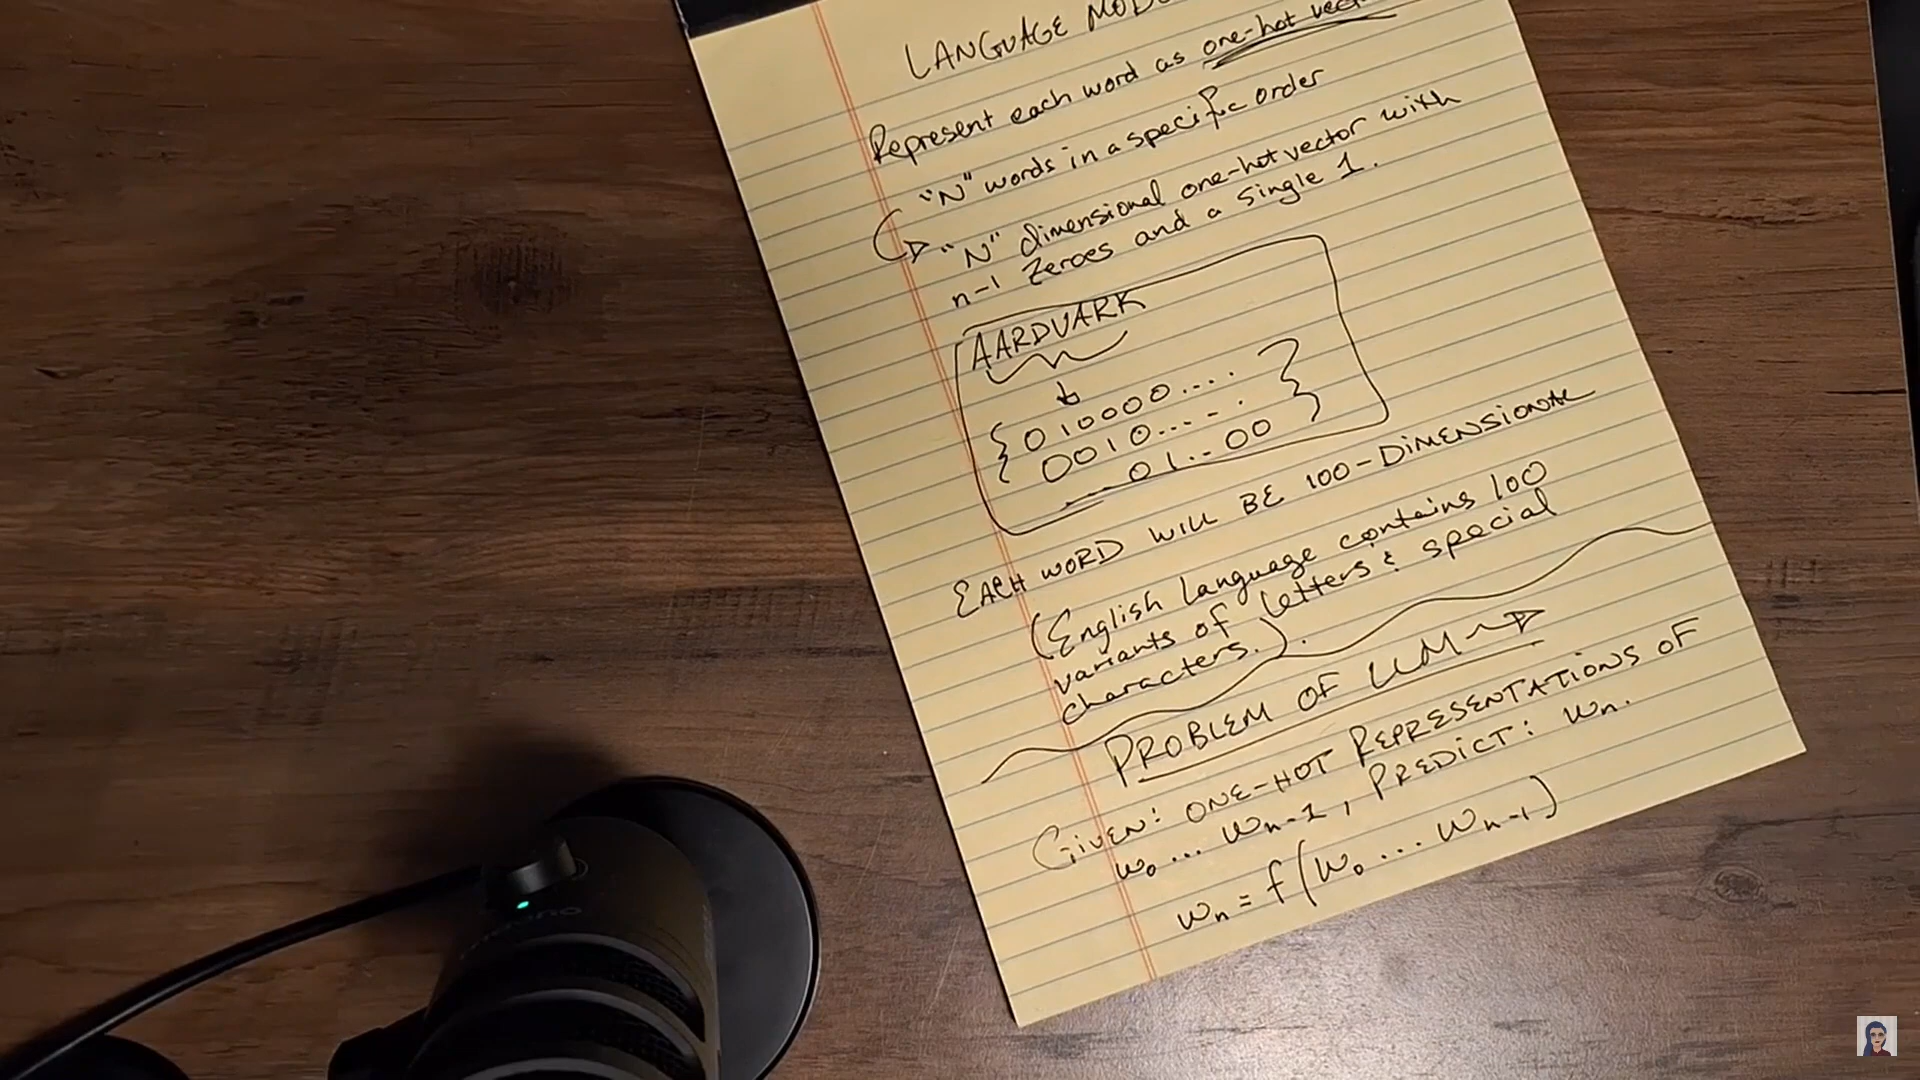 LANGUAGE
Represent each word as one-hot
"N" words in a specific order
"N" dimensional one-hot vector with
n-1 zeroes and a single 1.
AARDVARK
{010000....}
0010...-.
01..00
EACH WORD WILL BE 100-DIMENSIONAL
(English language contains 100
variants of letters & special
characters.).
PROBLEM OF LLM
GIVEN: ONE-HOT REPRESENTATIONS OF
w0 ... wn-1, PREDICT: wn.
wn = f(w0 ... wn-1)